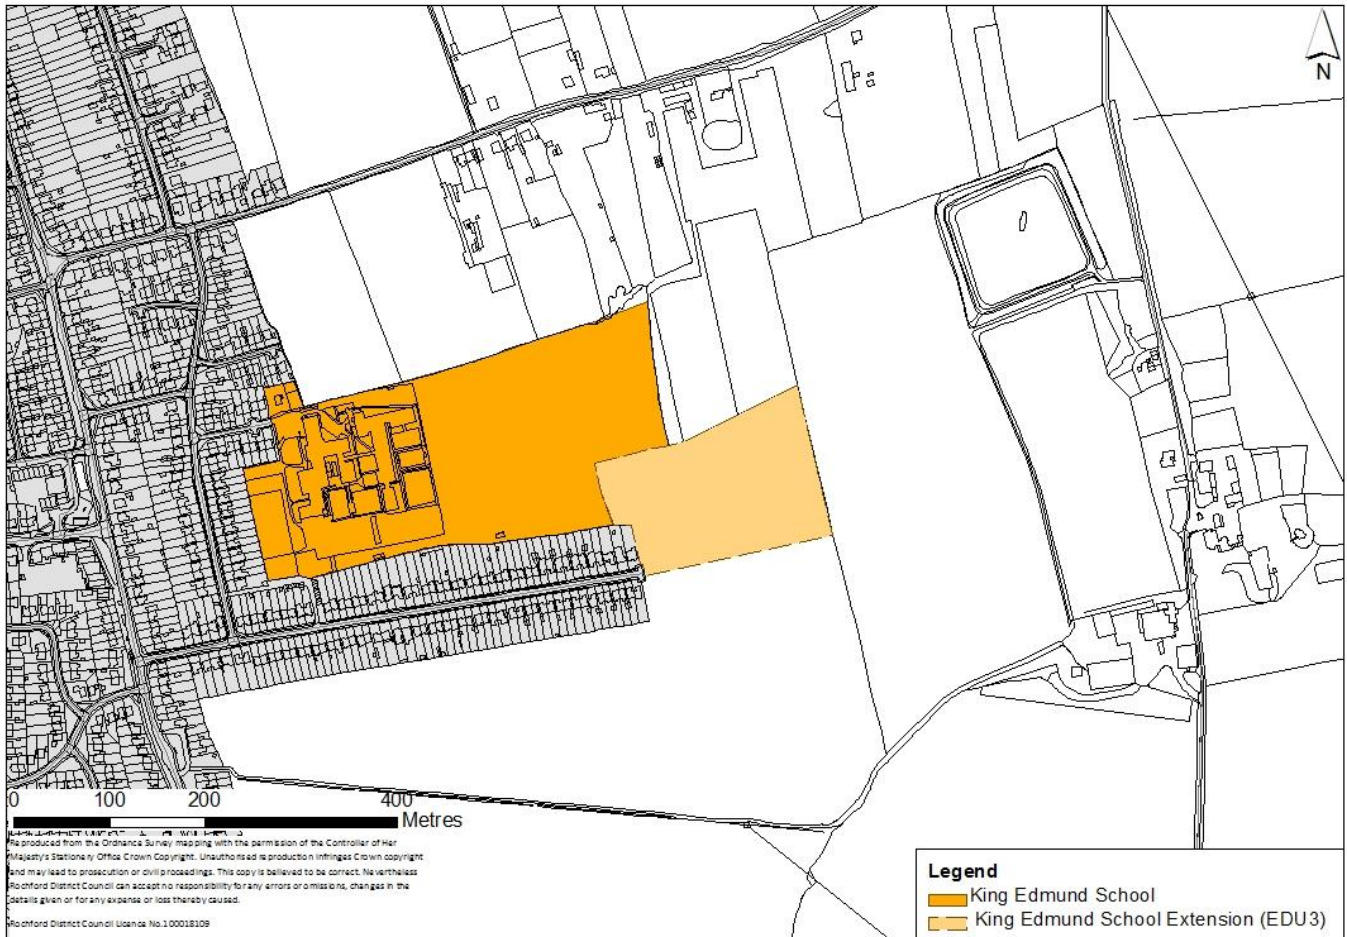 N
0 100 200 400
Metres
Reproduced from the Ordnance Survey mapping with the permission of the Controller of Her
Majesty's Stationery Office Crown Copyright. Unauthorised reproduction infringes Crown copyright
and may lead to prosecution or civil proceedings. This copy is believed to be correct. Nevertheless
Rochford District Council can accept no responsibility for any errors or omissions, changes in the
details given or for any expense or loss thereby caused.
Rochford District Council Licence No.100018109
Legend
King Edmund School
King Edmund School Extension (EDU3)